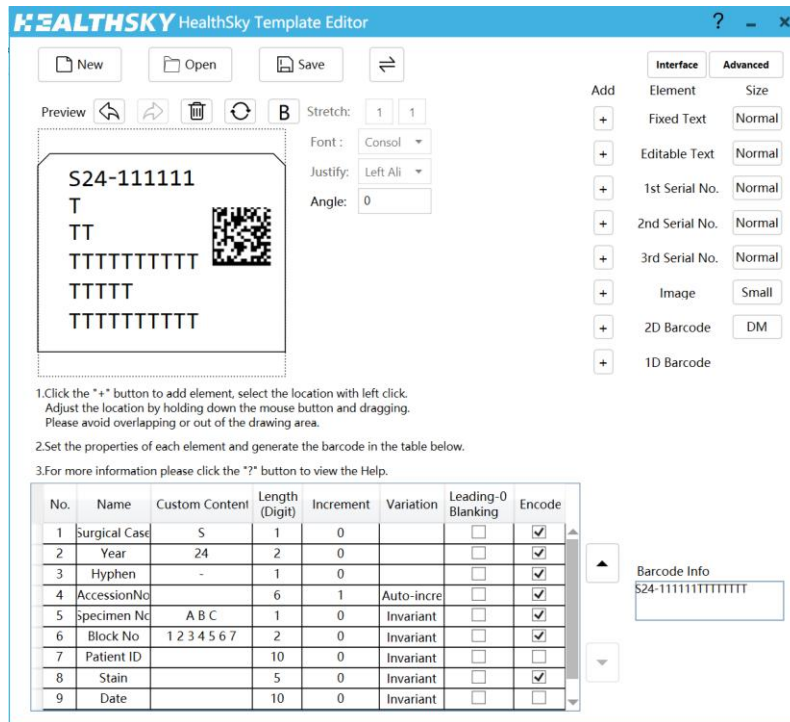 HEALTHSKY HealthSky Template Editor ? – ×
New Open Save ⇌ Interface Advanced
Add Element Size
Preview B Stretch: 1 1
+ Fixed Text Normal
Font : Consol
+ Editable Text Normal
Justify: Left Ali
+ 1st Serial No. Normal
Angle: 0
+ 2nd Serial No. Normal
+ 3rd Serial No. Normal
+ Image Small
+ 2D Barcode DM
+ 1D Barcode
S24-111111
T
TT
TTTTTTTTTT
TTTTT
TTTTTTTTTT
1.Click the "+" button to add element, select the location with left click.
Adjust the location by holding down the mouse button and dragging.
Please avoid overlapping or out of the drawing area.
2.Set the properties of each element and generate the barcode in the table below.
3.For more information please click the "?" button to view the Help.
No. Name Custom Content Length (Digit) Increment Variation Leading-0 Blanking Encode
1 Surgical Case S 1 0
2 Year 24 2 0
3 Hyphen - 1 0
4 AccessionNo 6 1 Auto-incre
5 Specimen Nc A B C 1 0 Invariant
6 Block No 1 2 3 4 5 6 7 2 0 Invariant
7 Patient ID 10 0 Invariant
8 Stain 5 0 Invariant
9 Date 10 0 Invariant
Barcode Info
S24-111111TTTTTTTT